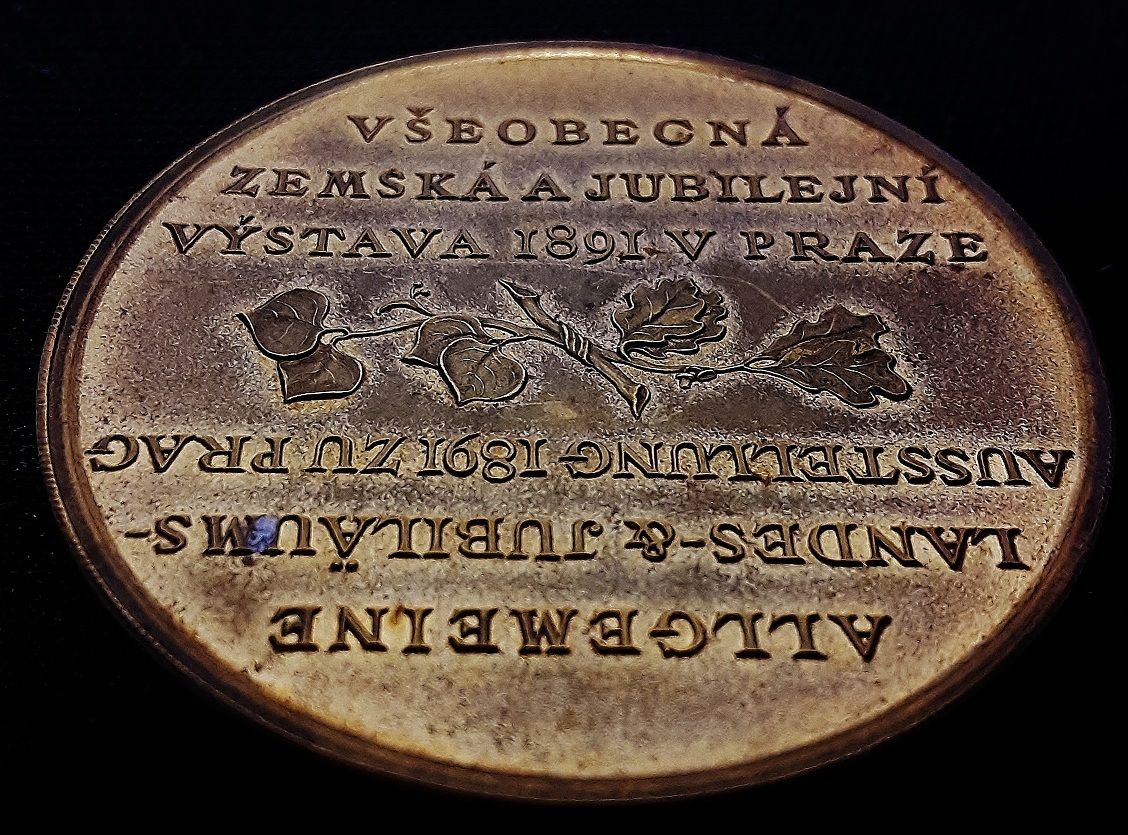 VŠEOBECNÁ
ZEMSKÁ A JUBILEJNÍ
VÝSTAVA 1891 V PRAZE
ALLGEMEINE
LANDES- & JUBILÄUMS-
AUSSTELLUNG 1891 ZU PRAG